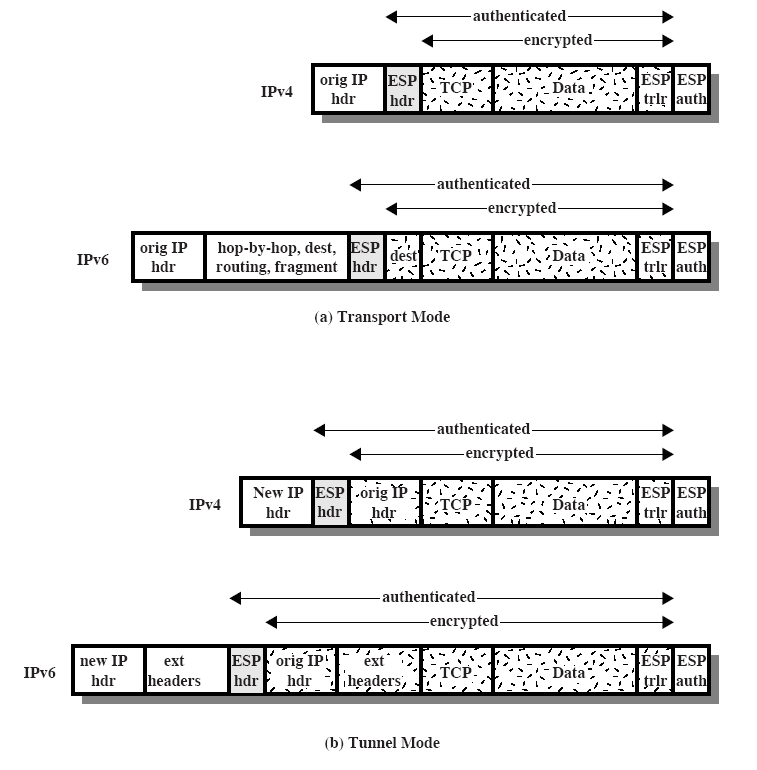 authenticated
encrypted
IPv4
orig IP hdr
ESP hdr
TCP
Data
ESP trlr
ESP auth
authenticated
encrypted
IPv6
orig IP hdr
hop-by-hop, dest, routing, fragment
ESP hdr
dest
TCP
Data
ESP trlr
ESP auth
(a) Transport Mode
authenticated
encrypted
IPv4
New IP hdr
ESP hdr
orig IP hdr
TCP
Data
ESP trlr
ESP auth
authenticated
encrypted
IPv6
new IP hdr
ext headers
ESP hdr
orig IP hdr
ext headers
TCP
Data
ESP trlr
ESP auth
(b) Tunnel Mode